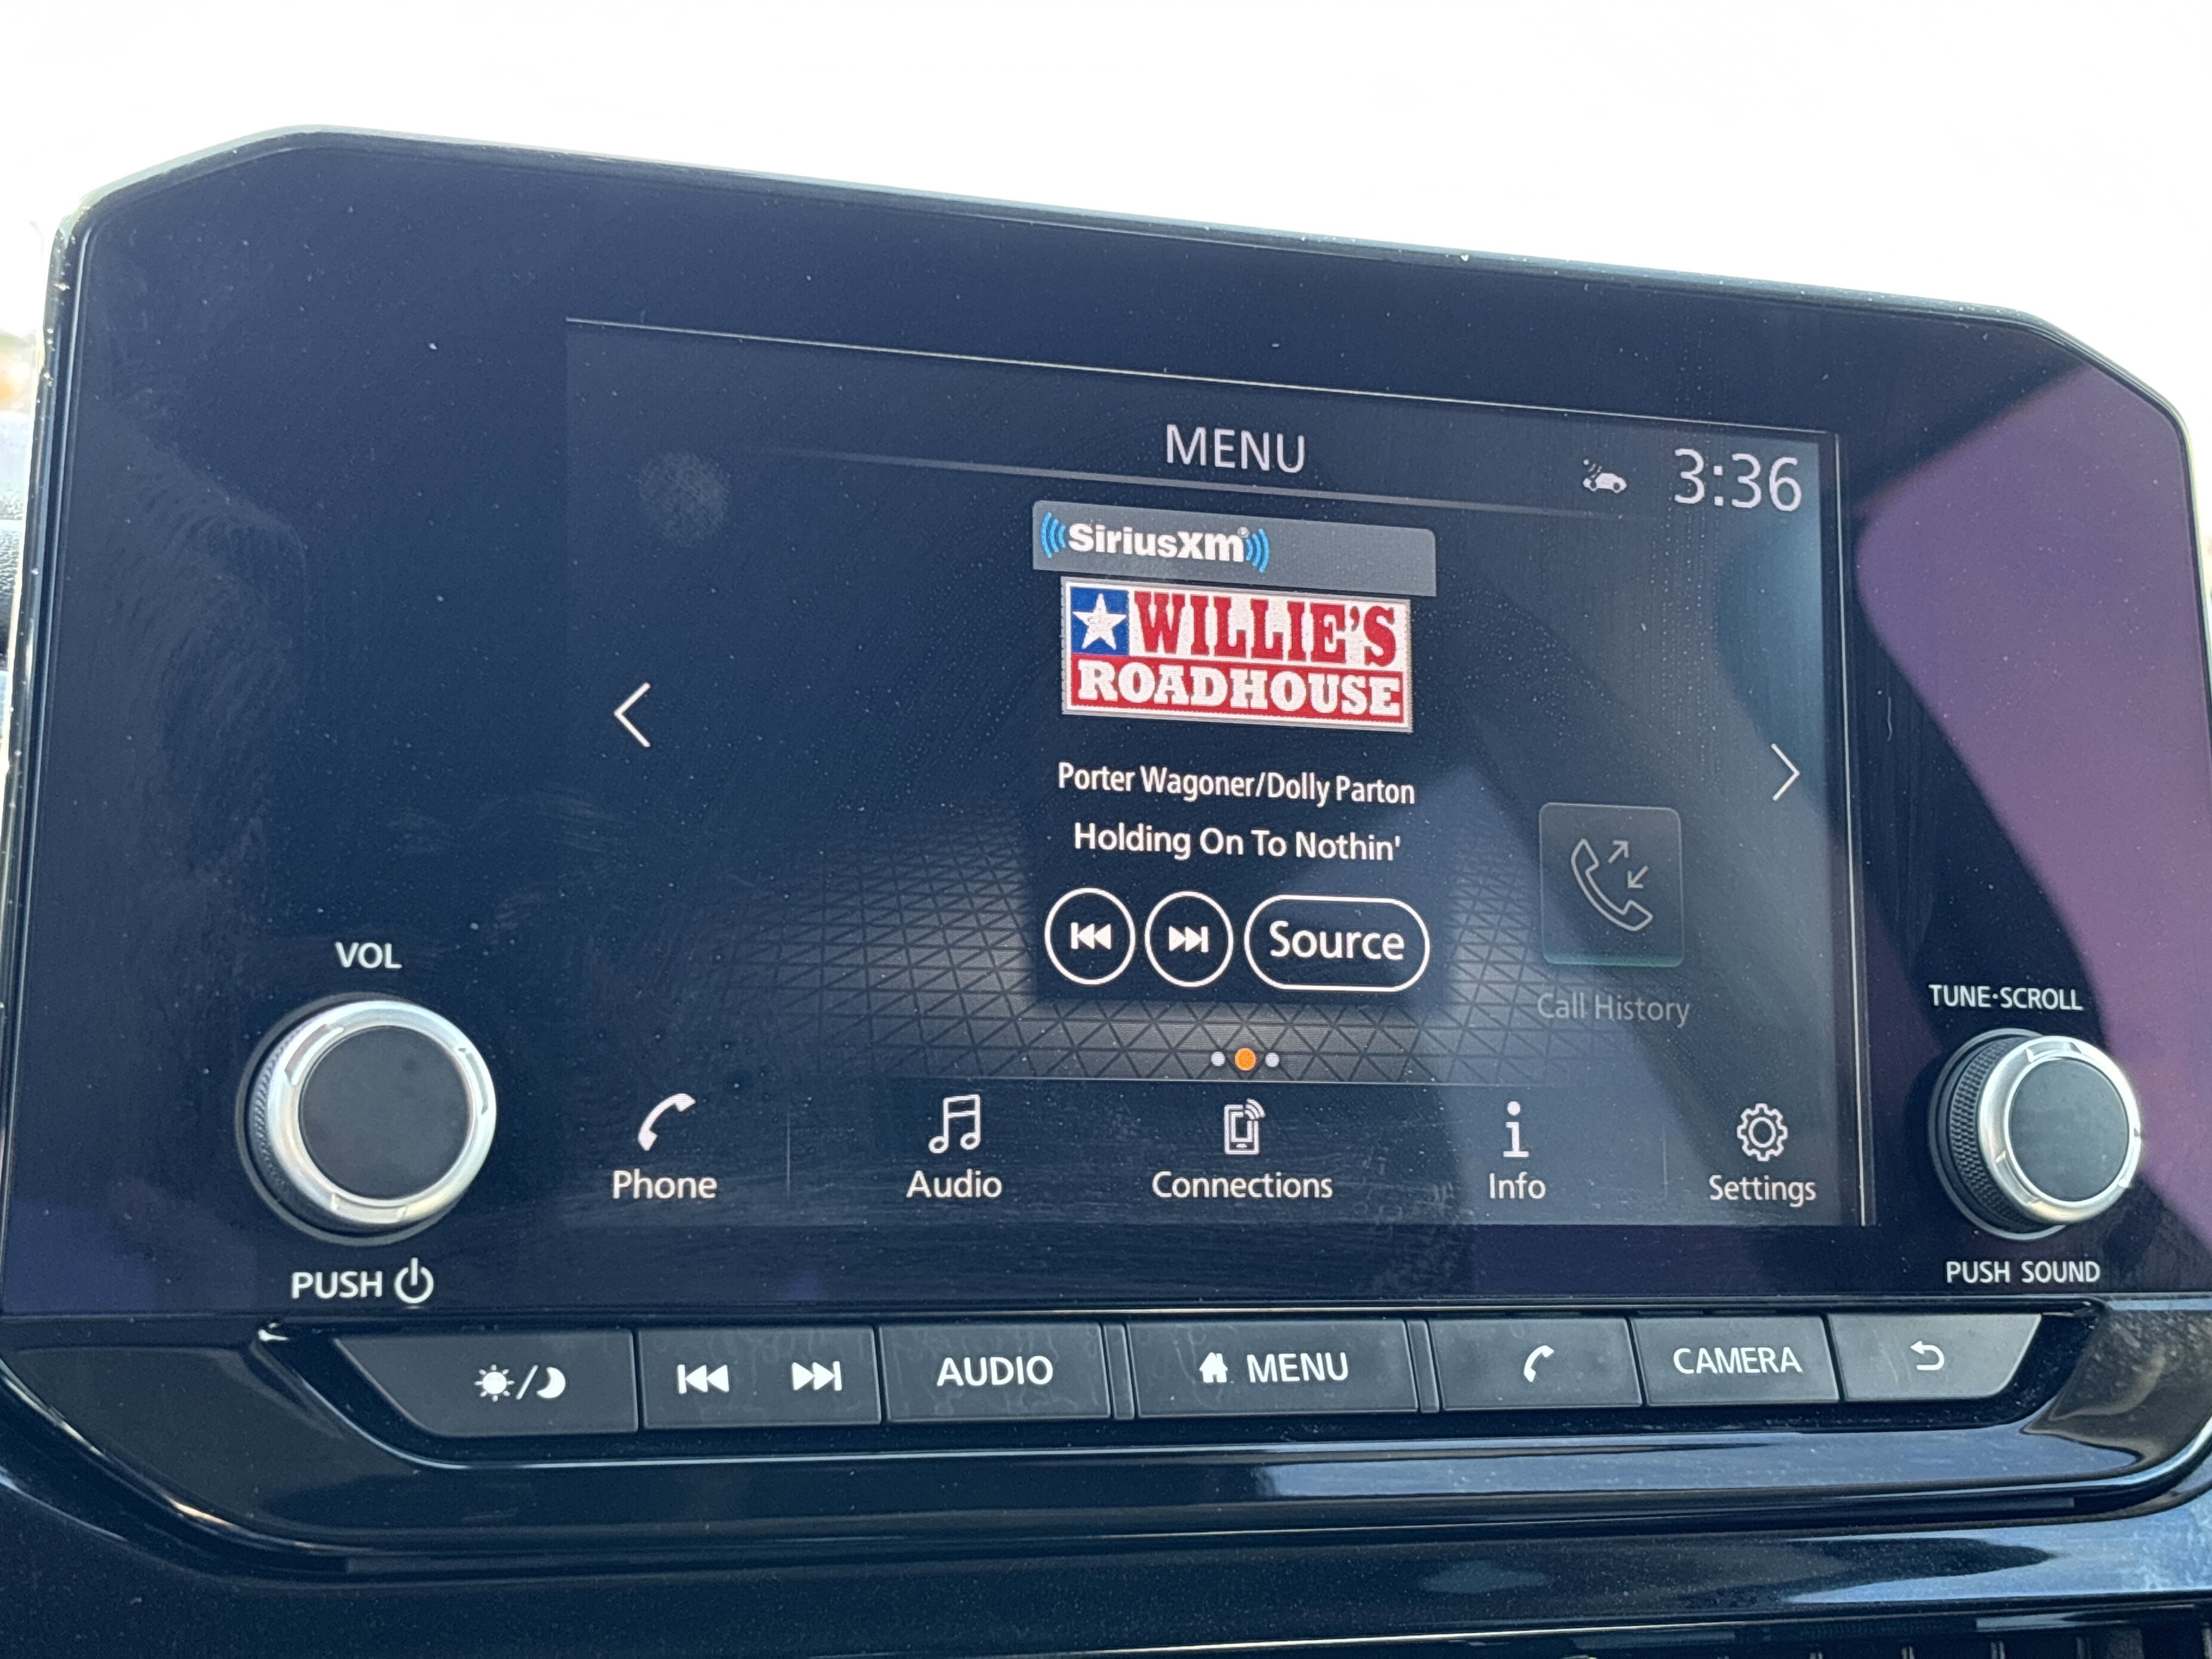 MENU
3:36
SiriusXm
WILLIE'S
ROADHOUSE
Porter Wagoner/Dolly Parton
Holding On To Nothin'
Source
Call History
VOL
TUNE·SCROLL
Phone
Audio
Connections
Info
Settings
PUSH
PUSH SOUND
AUDIO
MENU
CAMERA